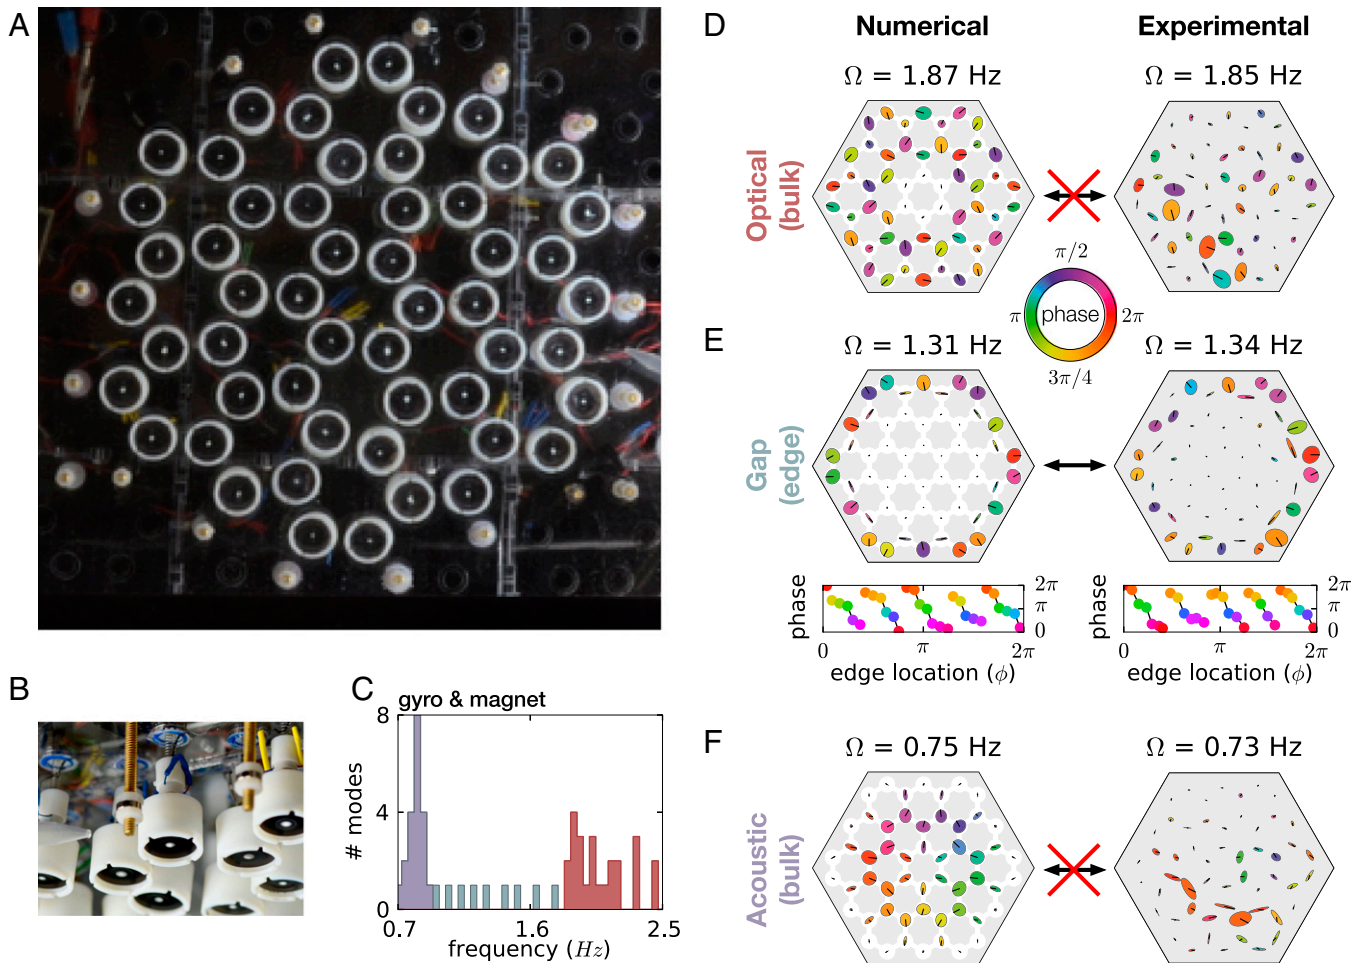 A
B
C
gyro & magnet
8
4
0
# modes
0.7
1.6
2.5
frequency (Hz)
D
Numerical
Experimental
Ω = 1.87 Hz
Ω = 1.85 Hz
Optical
(bulk)
π/2
π
phase
2π
3π/4
E
Ω = 1.31 Hz
Ω = 1.34 Hz
Gap
(edge)
phase
2π
π
0
phase
2π
π
0
0
π
2π
0
π
2π
edge location (ϕ)
edge location (ϕ)
F
Ω = 0.75 Hz
Ω = 0.73 Hz
Acoustic
(bulk)